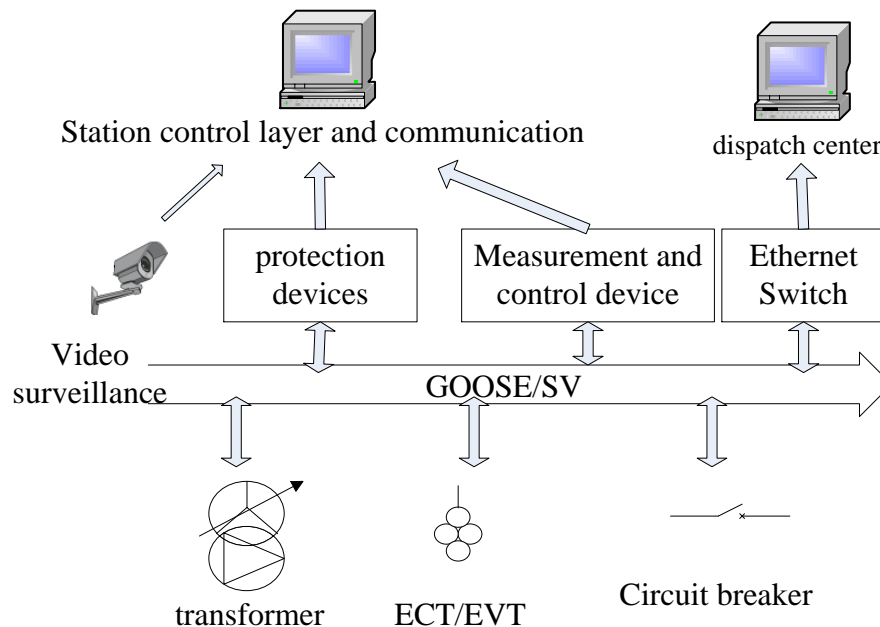 Station control layer and communication
dispatch center
protection
devices
Measurement and
control device
Ethernet
Switch
Video
surveillance
GOOSE/SV
transformer
ECT/EVT
Circuit breaker